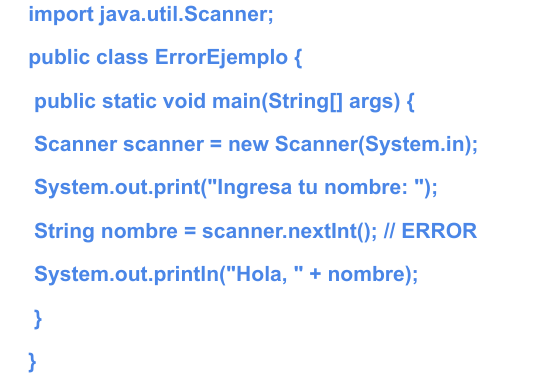 import java.util.Scanner;
public class ErrorEjemplo {
public static void main(String[] args) {
Scanner scanner = new Scanner(System.in);
System.out.print("Ingresa tu nombre: ");
String nombre = scanner.nextInt(); // ERROR
System.out.println("Hola, " + nombre);
}
}